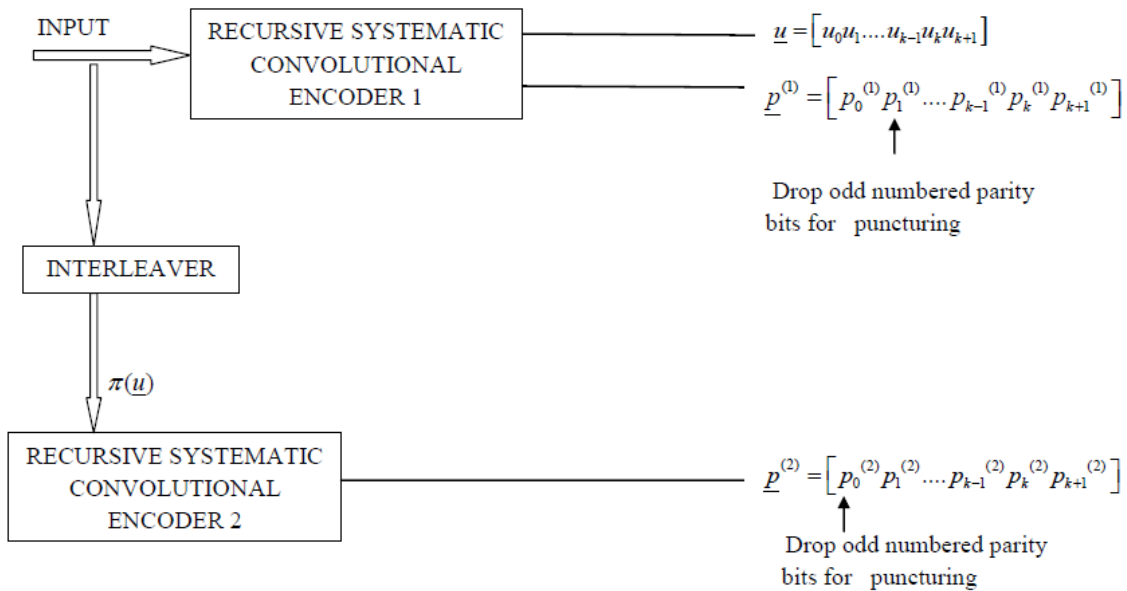 INPUT
RECURSIVE SYSTEMATIC
CONVOLUTIONAL
ENCODER 1
u = [u₀u₁....uₖ₋₁uₖuₖ₊₁]
p⁽¹⁾ = [p₀⁽¹⁾p₁⁽¹⁾....pₖ₋₁⁽¹⁾pₖ⁽¹⁾pₖ₊₁⁽¹⁾]
Drop odd numbered parity
bits for puncturing
INTERLEAVER
π(u)
RECURSIVE SYSTEMATIC
CONVOLUTIONAL
ENCODER 2
p⁽²⁾ = [p₀⁽²⁾p₁⁽²⁾....pₖ₋₁⁽²⁾pₖ⁽²⁾pₖ₊₁⁽²⁾]
Drop odd numbered parity
bits for puncturing